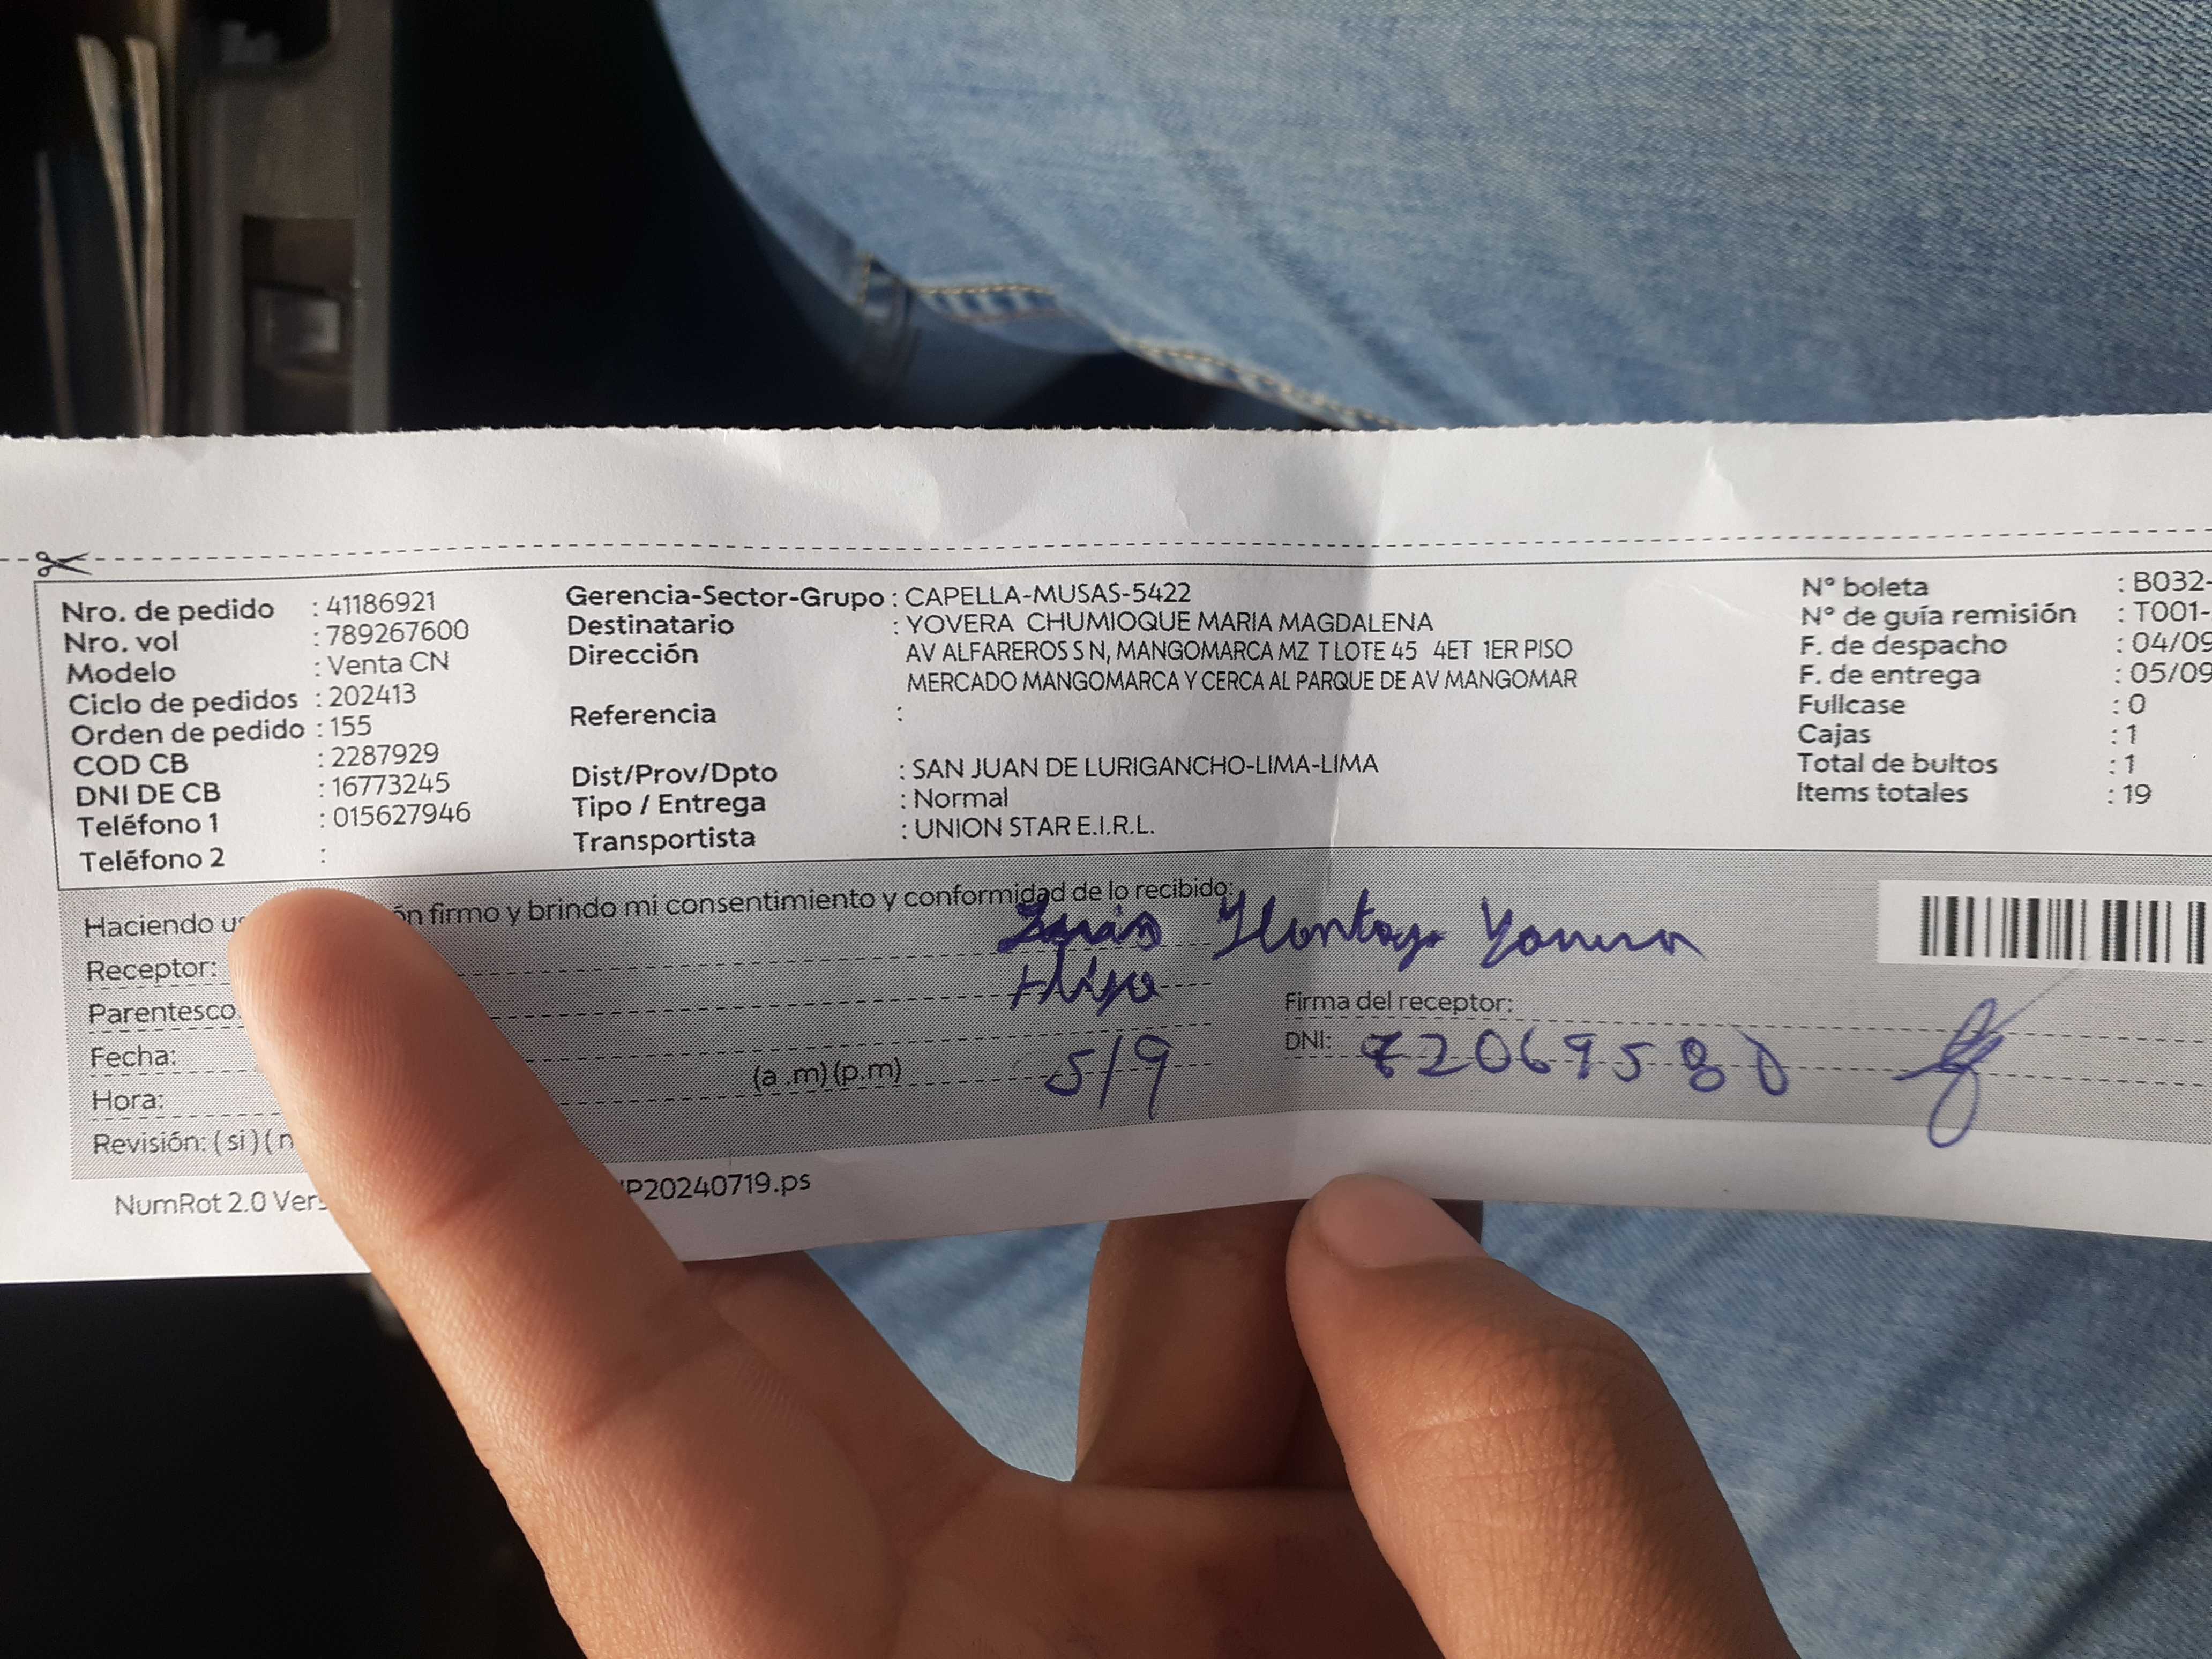 Nro. de pedido : 41186921
Nro. vol : 789267600
Modelo : Venta CN
Ciclo de pedidos : 202413
Orden de pedido : 155
COD CB : 2287929
DNI DE CB : 16773245
Teléfono 1 : 015627946
Teléfono 2 :
Gerencia-Sector-Grupo : CAPELLA-MUSAS-5422
Destinatario : YOVERA CHUMIOQUE MARIA MAGDALENA
Dirección AV ALFAREROS S N, MANGOMARCA MZ T LOTE 45 4ET 1ER PISO
MERCADO MANGOMARCA Y CERCA AL PARQUE DE AV MANGOMAR
Referencia :
Dist/Prov/Dpto : SAN JUAN DE LURIGANCHO-LIMA-LIMA
Tipo / Entrega : Normal
Transportista : UNION STAR E.I.R.L.
N° boleta : B032-
N° de guía remisión : T001-
F. de despacho : 04/09
F. de entrega : 05/09
Fullcase : 0
Cajas : 1
Total de bultos : 1
Items totales : 19
Haciendo firmo y brindo mi consentimiento y conformidad de lo recibido:
Receptor:
Parentesco
Hijo
Firma del receptor:
Fecha:
5/9
DNI: 72069580
Hora: (a .m) (p.m)
Revisión: ( si ) ( n
NumRot 2.0 P20240719.ps